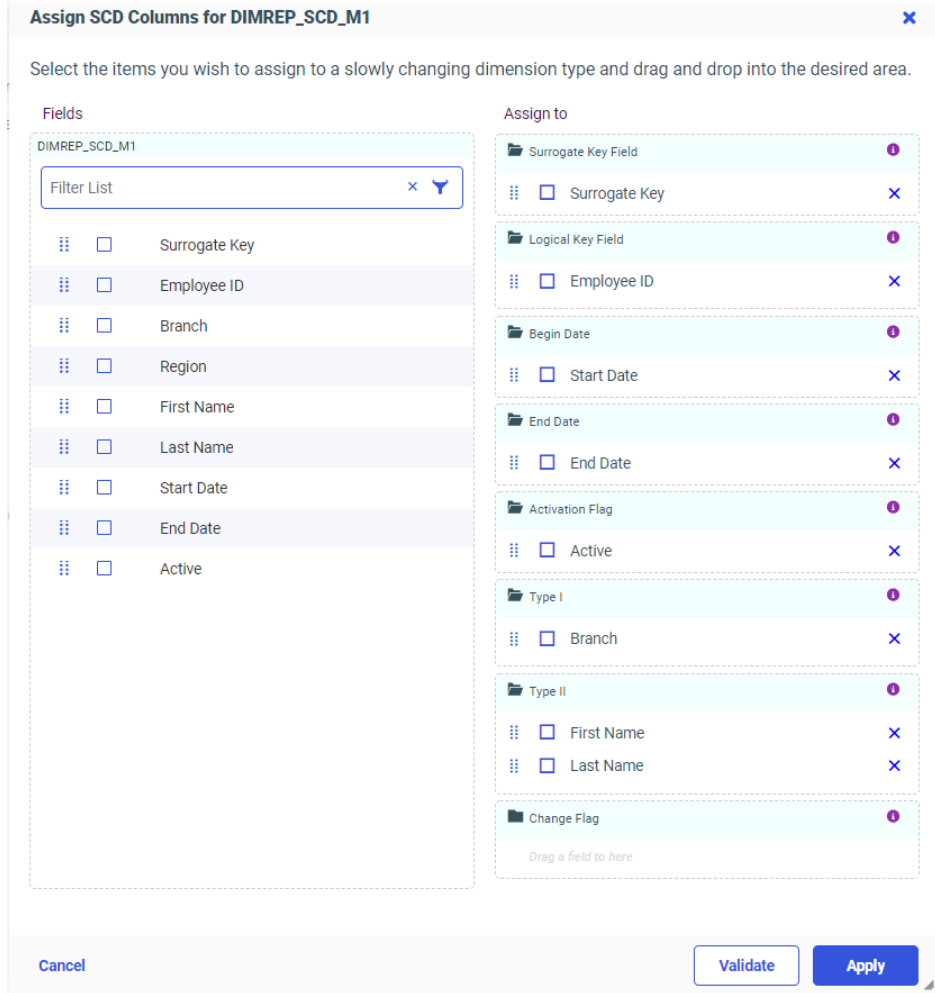 Assign SCD Columns for DIMREP_SCD_M1
Select the items you wish to assign to a slowly changing dimension type and drag and drop into the desired area.
Fields
DIMREP_SCD_M1
Filter List
Surrogate Key
Employee ID
Branch
Region
First Name
Last Name
Start Date
End Date
Active
Assign to
Surrogate Key Field
Surrogate Key
Logical Key Field
Employee ID
Begin Date
Start Date
End Date
End Date
Activation Flag
Active
Type I
Branch
Type II
First Name
Last Name
Change Flag
Drag a field to here
Cancel
Validate
Apply